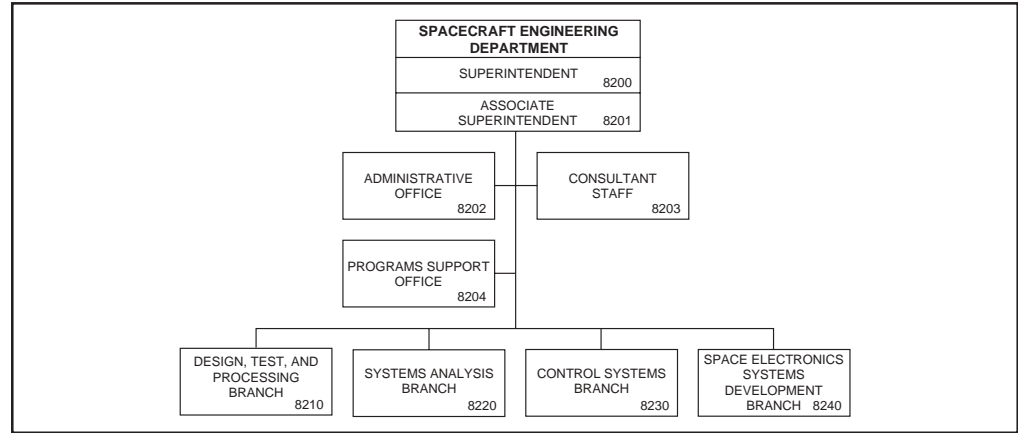 SPACECRAFT ENGINEERING
DEPARTMENT
SUPERINTENDENT
8200
ASSOCIATE
SUPERINTENDENT 8201
ADMINISTRATIVE
OFFICE
8202
CONSULTANT
STAFF
8203
PROGRAMS SUPPORT
OFFICE
8204
DESIGN, TEST, AND
PROCESSING
BRANCH
8210
SYSTEMS ANALYSIS
BRANCH
8220
CONTROL SYSTEMS
BRANCH
8230
SPACE ELECTRONICS
SYSTEMS
DEVELOPMENT
BRANCH 8240